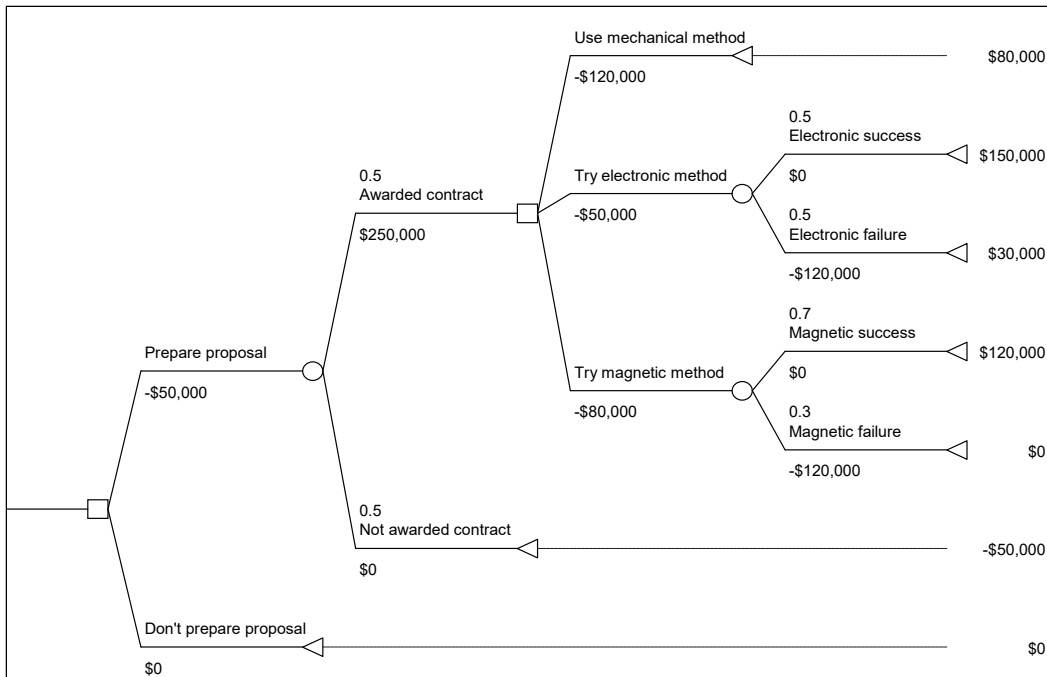 Use mechanical method
-$120,000
$80,000
0.5
Electronic success
$0
$150,000
0.5
Awarded contract
$250,000
Try electronic method
-$50,000
0.5
Electronic failure
-$120,000
$30,000
0.7
Magnetic success
$0
$120,000
Prepare proposal
-$50,000
Try magnetic method
-$80,000
0.3
Magnetic failure
-$120,000
$0
0.5
Not awarded contract
$0
-$50,000
Don't prepare proposal
$0
$0